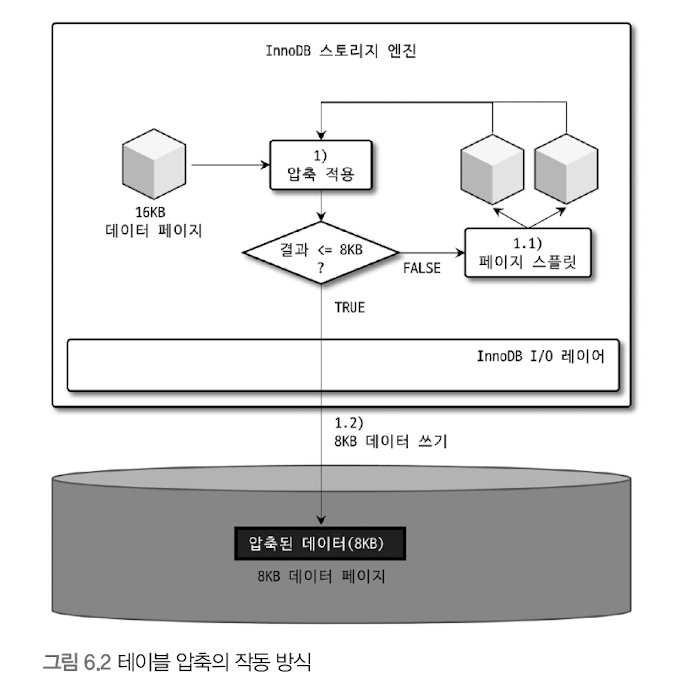 InnoDB 스토리지 엔진
1)
압축 적용
16KB
데이터 페이지
결과 <= 8KB
?
FALSE
1.1)
페이지 스플릿
TRUE
InnoDB I/O 레이어
1.2)
8KB 데이터 쓰기
압축된 데이터(8KB)
8KB 데이터 페이지
그림 6.2 테이블 압축의 작동 방식